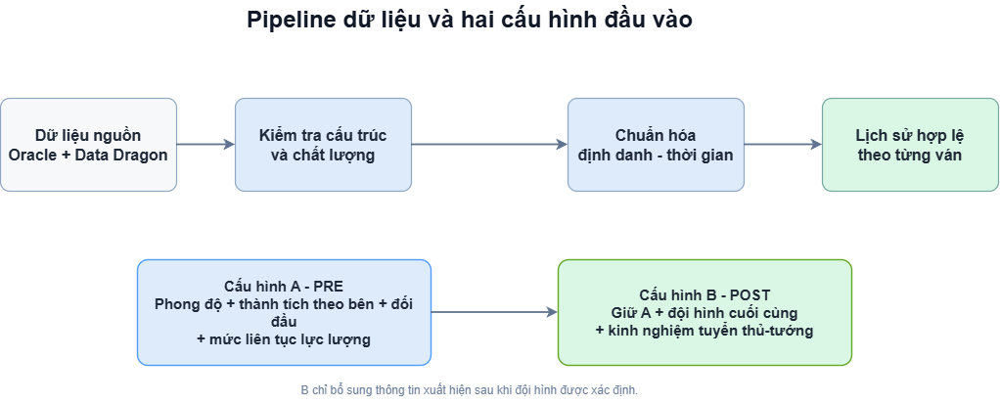 Pipeline dữ liệu và hai cấu hình đầu vào
Dữ liệu nguồn
Oracle + Data Dragon
Kiểm tra cấu trúc
và chất lượng
Chuẩn hóa
định danh - thời gian
Lịch sử hợp lệ
theo từng ván
Cấu hình A - PRE
Phong độ + thành tích theo bên + đối
đầu
+ mức liên tục lực lượng
Cấu hình B - POST
Giữ A + đội hình cuối cùng
+ kinh nghiệm tuyển thủ-tướng
B chỉ bổ sung thông tin xuất hiện sau khi đội hình được xác định.